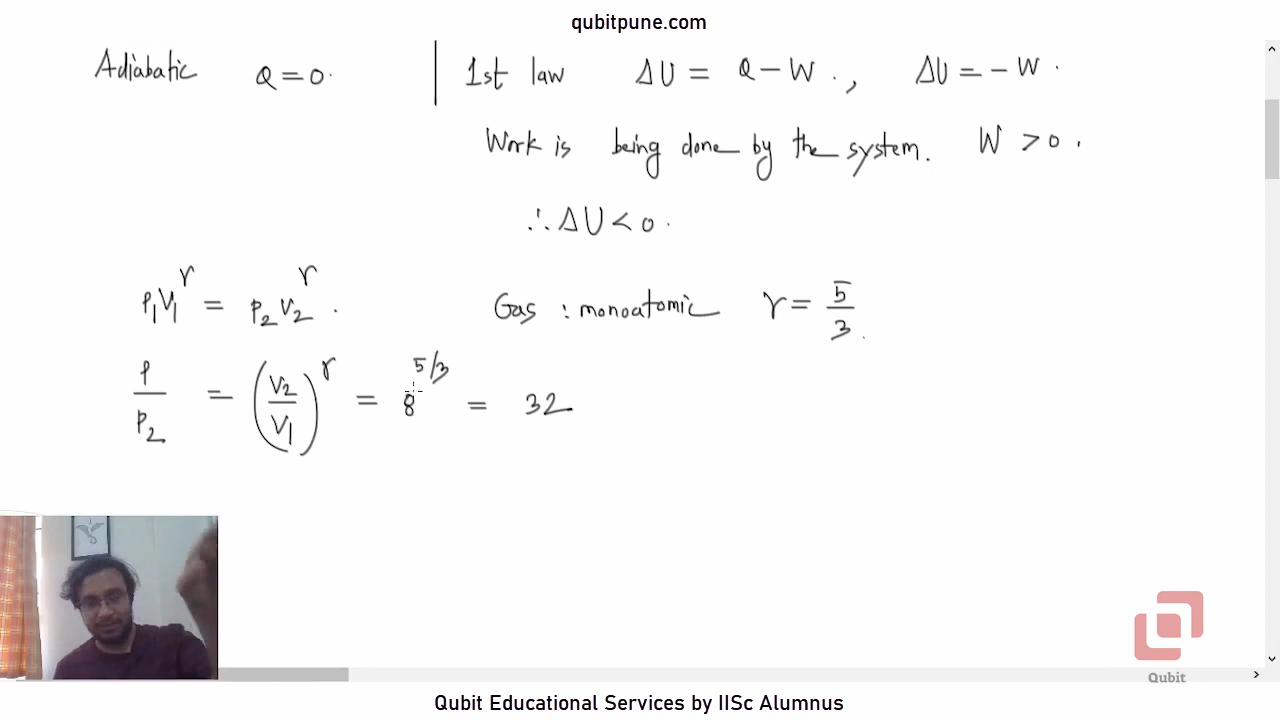 qubitpune.com
Adiabatic Q = 0. | 1st law ΔU = Q − W . , ΔU = − W .
Work is being done by the system. W > 0 .
∴ ΔU < 0 .
P₁V₁^γ = P₂V₂^γ . Gas : monoatomic γ = 5/3 .
P/P₂ = (V₂/V₁)^γ = 8^5/3 = 32
Qubit
Qubit Educational Services by IISc Alumnus